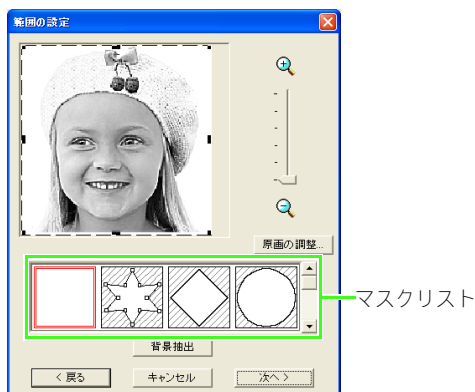 範囲の設定
原画の調整...
マスクリスト
背景抽出
< 戻る
キャンセル
次へ >